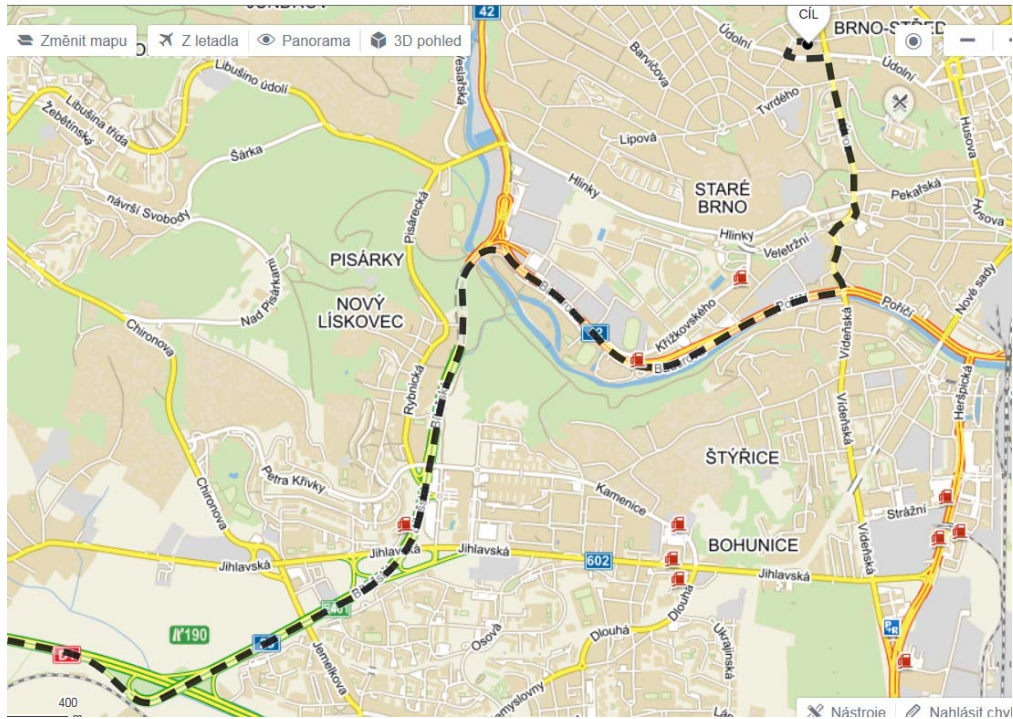 42
CÍL
BRNO-STŘED
Změnit mapu
Z letadla
Panorama
3D pohled
Údolní
Barvičova
Údolní
Libušino údolí
Tvrdého
Libušina třída
Žebětínská
Lipová
Husova
Šárka
Hlinky
STARÉ
BRNO
Pekařská
návrší Svobody
Pisárecká
Husova
Hlinky
Veletržní
PISÁRKY
Nad Pisárkami
NOVÝ
LÍSKOVEC
Nové sady
Poříčí
Křížkovského
Chironova
Vídeňská
Rybnická
Vídeňská
Heršpická
ŠTÝŘICE
Petra Křivky
Chironova
Kamenice
Strážní
Vídeňská
BOHUNICE
Jihlavská
Jihlavská
Jihlavská
602
Jihlavská
Dlouhá
190
Osová
Dlouhá
Ukrajinská
P+R
Jemelkova
400
m
Nástroje